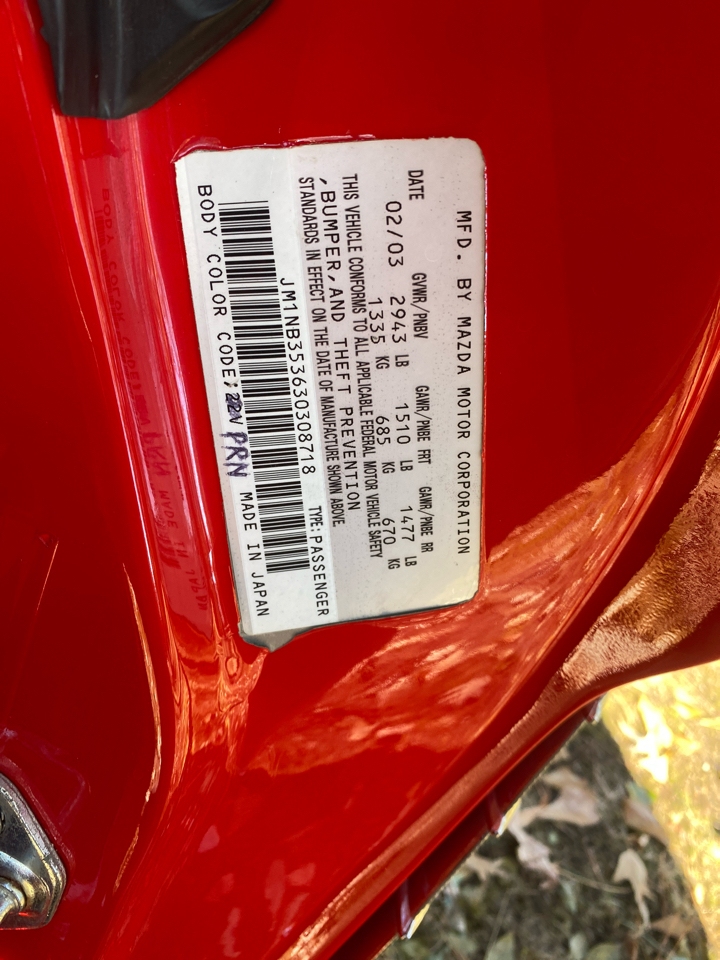 MFD. BY MAZDA MOTOR CORPORATION
DATE GVWR/PNBV GAWR/PNBE FRT GAWR/PNBE RR
02/03 2943 LB 1510 LB 1477 LB
1335 KG 685 KG 670 KG
THIS VEHICLE CONFORMS TO ALL APPLICABLE FEDERAL MOTOR VEHICLE SAFETY
, BUMPER, AND THEFT PREVENTION
STANDARDS IN EFFECT ON THE DATE OF MANUFACTURE SHOWN ABOVE.
JM1NB353630308718 TYPE: PASSENGER
BODY COLOR CODE: PRN MADE IN JAPAN